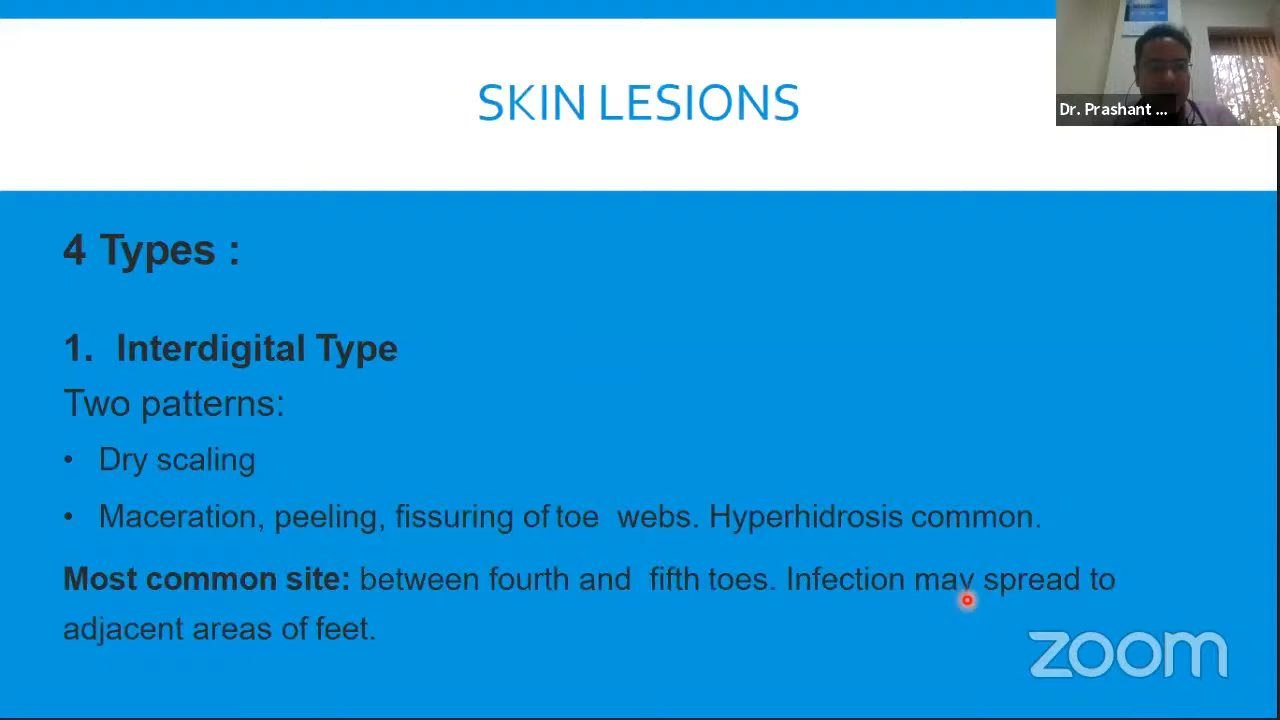 SKIN LESIONS
Dr. Prashant ...
4 Types :
1. Interdigital Type
Two patterns:
• Dry scaling
• Maceration, peeling, fissuring of toe webs. Hyperhidrosis common.
Most common site: between fourth and fifth toes. Infection may spread to
adjacent areas of feet.
zoom